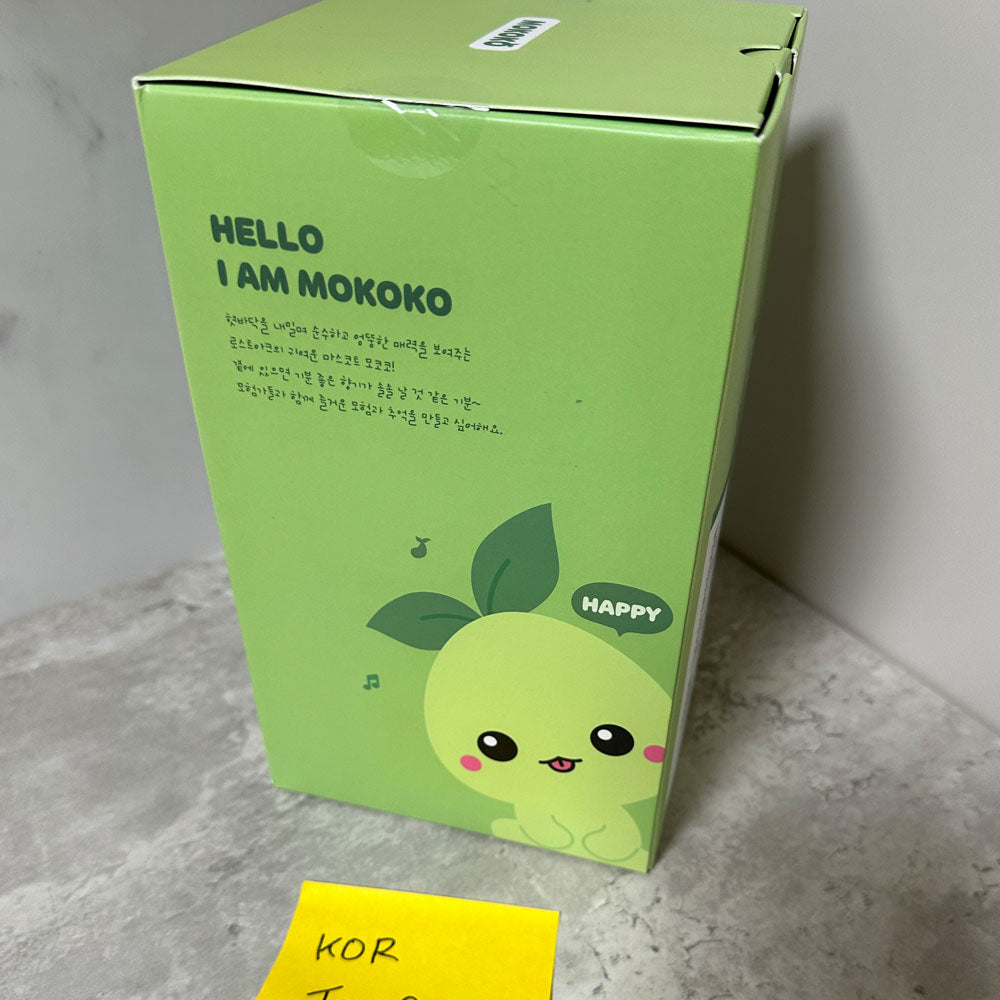 MOKOKO
HELLO
I AM MOKOKO
헛바닥을 내밀며 순수하고 엉뚱한 매력을 보여주는
로스트아크의 귀여운 마스코트 모코코!
곁에 있으면 기분 좋은 향기가 솔솔 날 것 같은 기분~
모험가들과 함께 즐거운 모험과 추억을 만들고 싶어해요.
HAPPY
KOR